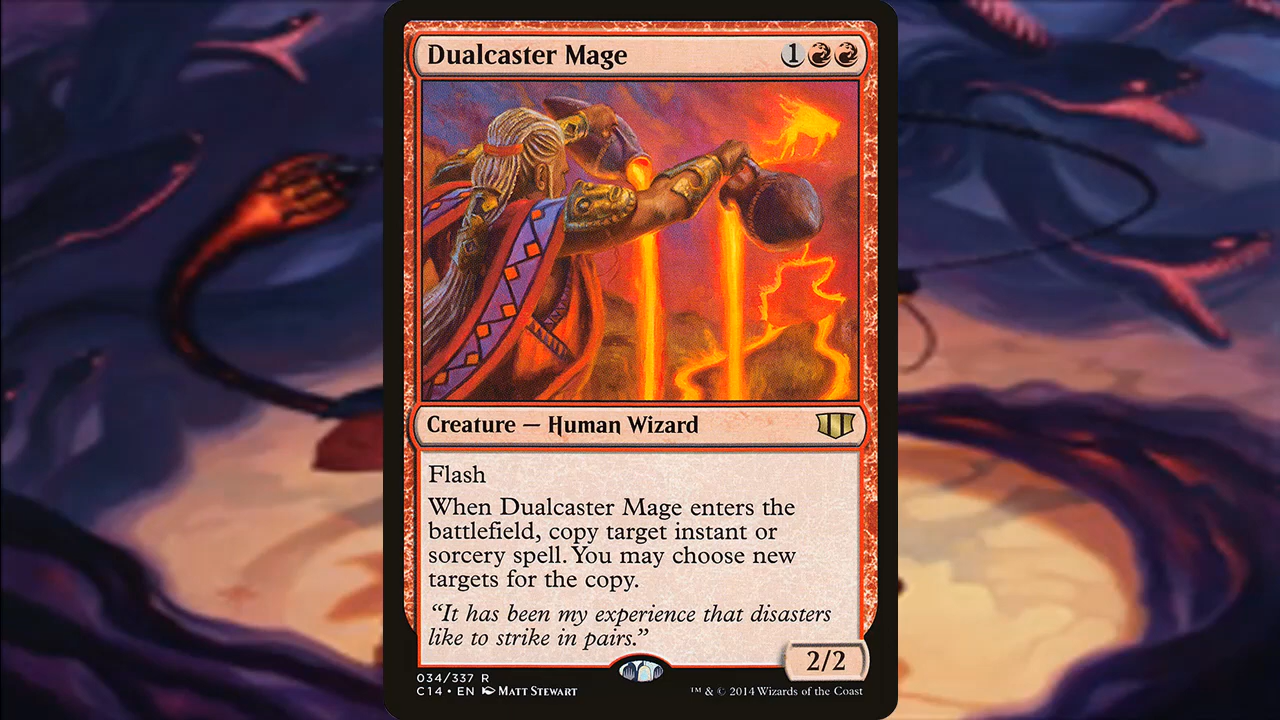 Dualcaster Mage 1
Creature — Human Wizard
Flash
When Dualcaster Mage enters the
battlefield, copy target instant or
sorcery spell. You may choose new
targets for the copy.
“It has been my experience that disasters
like to strike in pairs.”
2/2
034/337 R
C14 • EN Matt Stewart
™ & © 2014 Wizards of the Coast